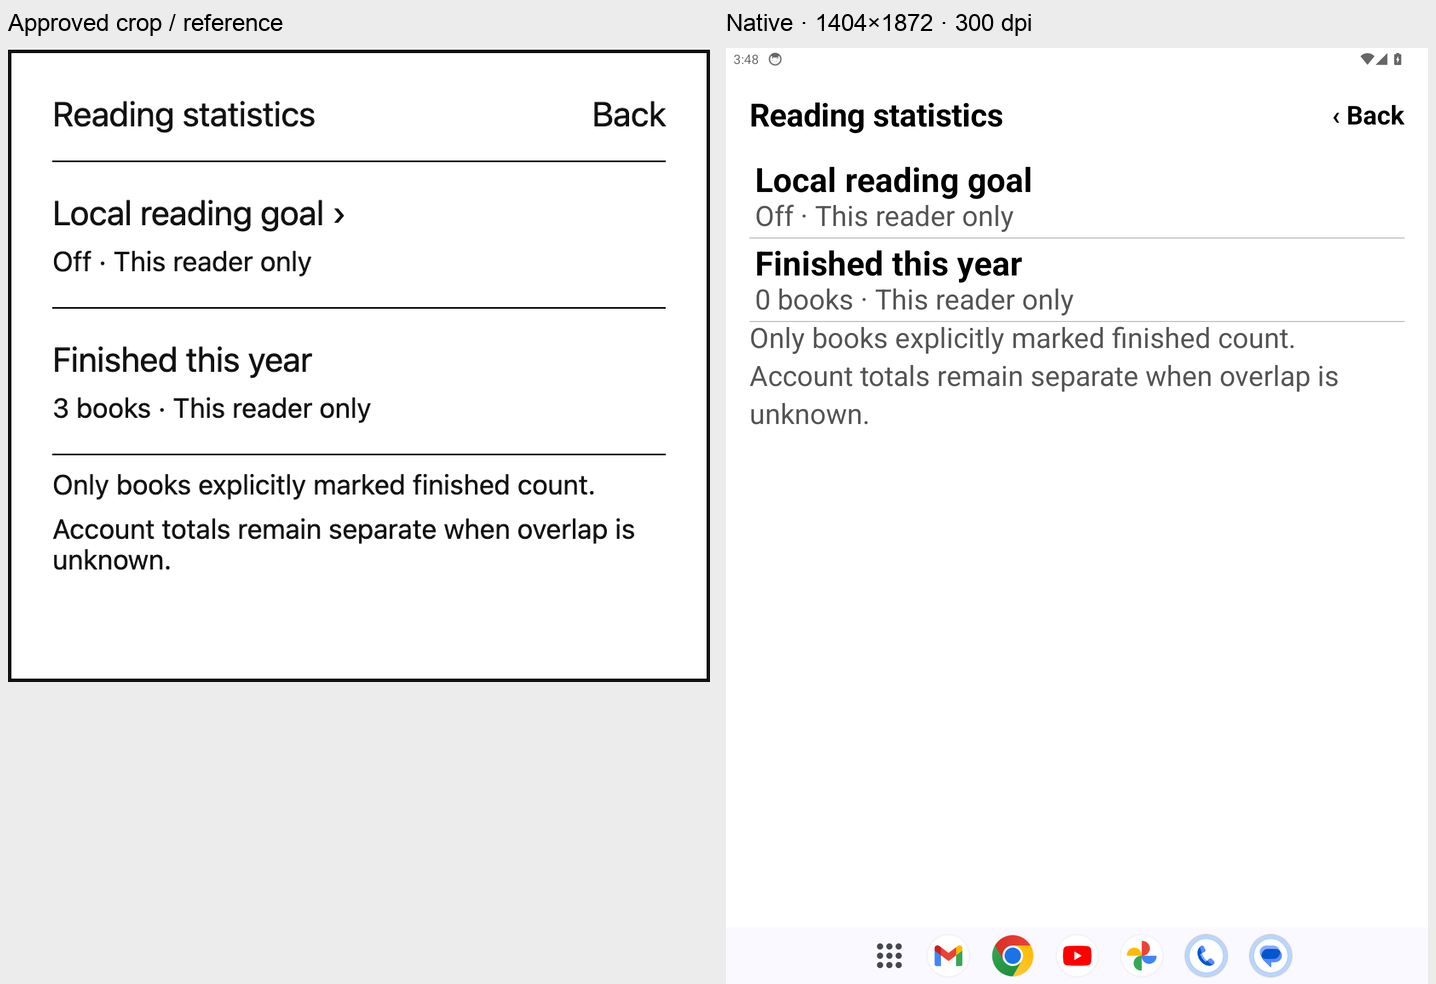 Approved crop / reference
Reading statistics
Back
Local reading goal ›
Off · This reader only
Finished this year
3 books · This reader only
Only books explicitly marked finished count.
Account totals remain separate when overlap is
unknown.
Native · 1404×1872 · 300 dpi
3:48
Reading statistics
‹ Back
Local reading goal
Off · This reader only
Finished this year
0 books · This reader only
Only books explicitly marked finished count.
Account totals remain separate when overlap is
unknown.